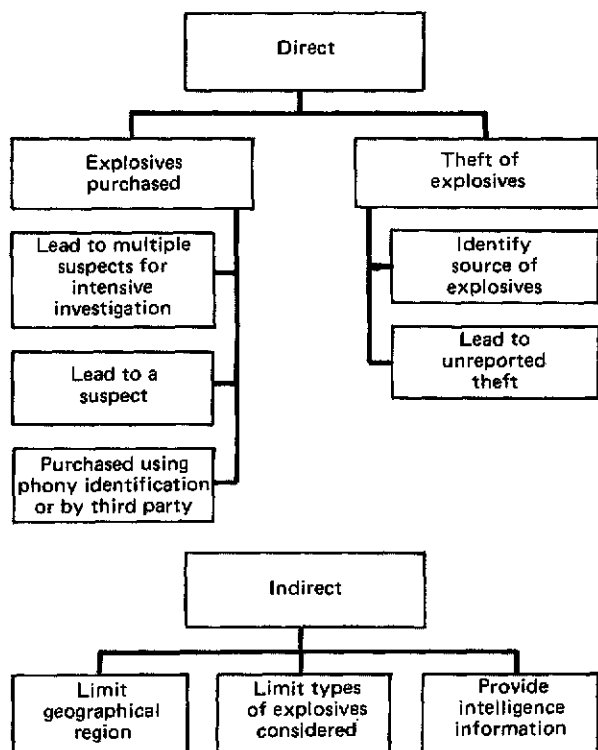 Direct
Explosives
purchased
Theft of
explosives
Lead to multiple
suspects for
intensive
investigation
Identify
source of
explosives
Lead to a
suspect
Lead to
unreported
theft
Purchased using
phony identification
or by third party
Indirect
Limit
geographical
region
Limit types
of explosives
considered
Provide
intelligence
information